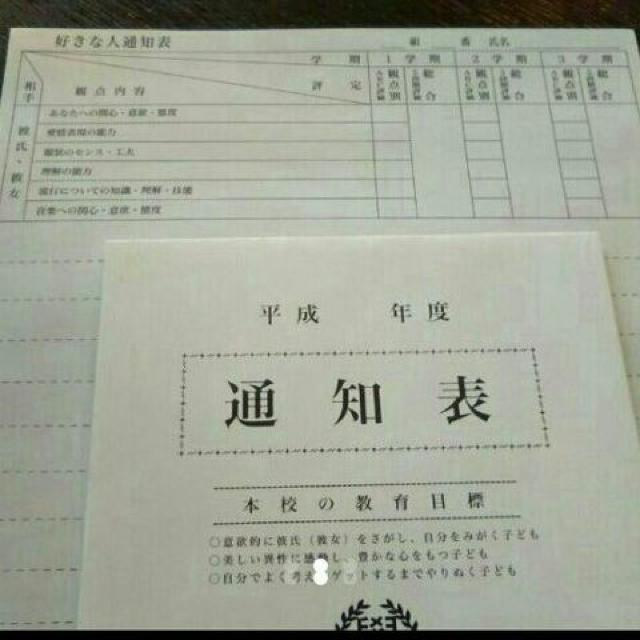 好きな人通知表
組 番 氏名
学期 1学期 2学期 3学期
相手 観点内容 評定 観点別 総合 観点別 総合 観点別 総合
彼氏・彼女
あなたへの関心・意欲・態度
愛情表現の能力
服装のセンス・工夫
理解の能力
流行についての知識・理解・技能
音楽への関心・意欲・態度
平成 年度
通知表
本校の教育目標
○意欲的に彼氏（彼女）をさがし、自分をみがく子ども
○美しい異性に感動し、豊かな心をもつ子ども
○自分でよく考え ゲットするまでやりぬく子ども